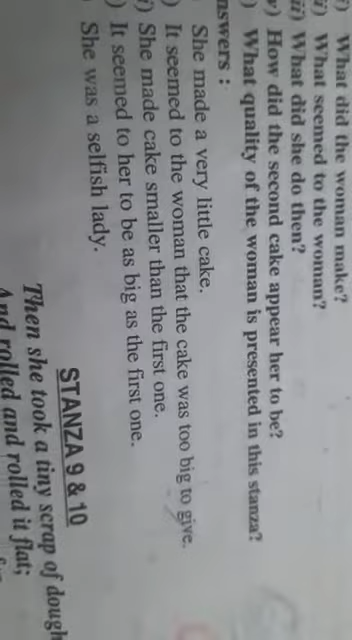 i) What did the woman make?
ii) What seemed to the woman?
iii) What did she do then?
v) How did the second cake appear her to be?
) What quality of the woman is presented in this stanza?
nswers :
She made a very little cake.
) It seemed to the woman that the cake was too big to give.
i) She made cake smaller than the first one.
) It seemed to her to be as big as the first one.
She was a selfish lady.
STANZA 9 & 10
Then she took a tiny scrap of dough
And rolled and rolled it flat;